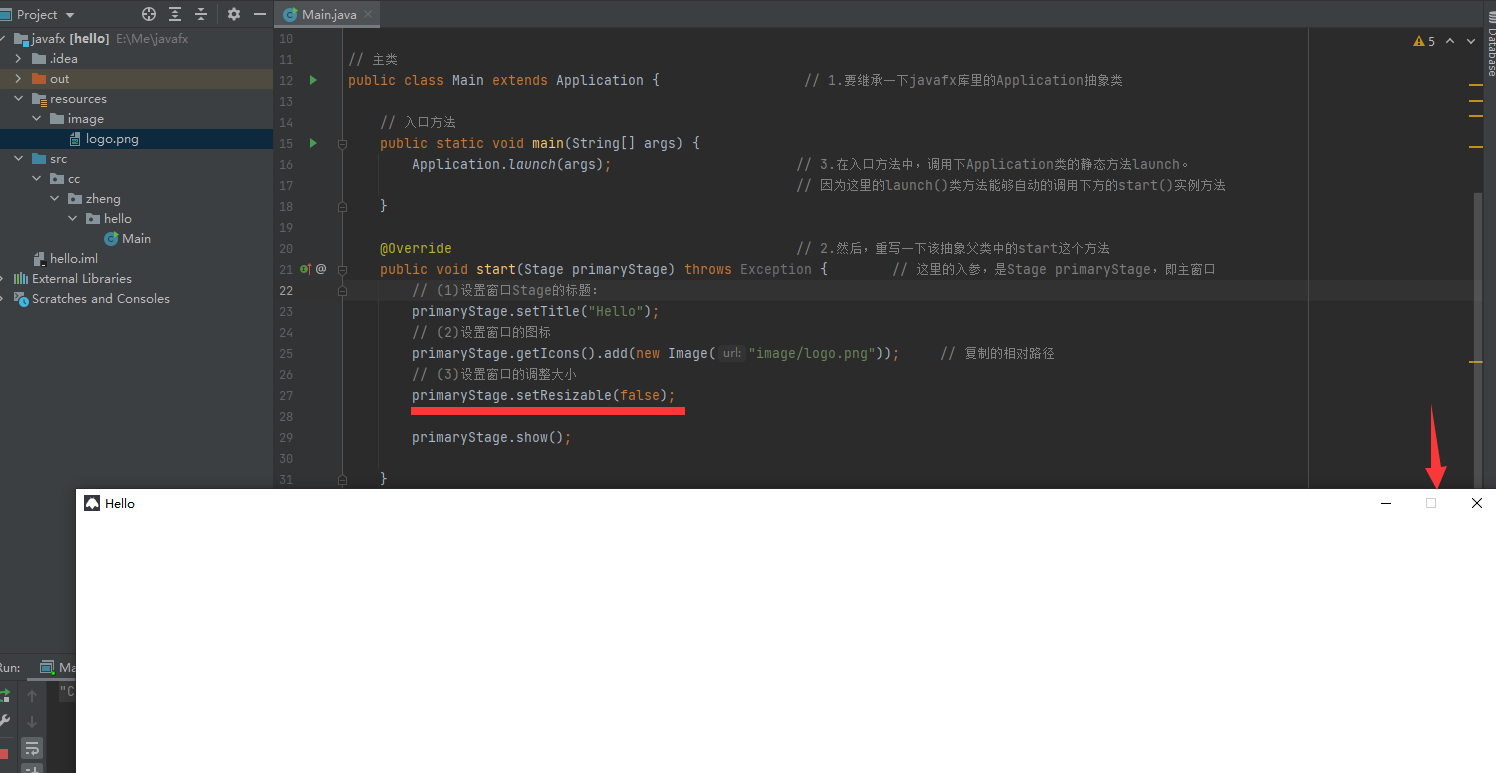 Project
Main.java
javafx [hello] E:\Me\javafx
.idea
out
resources
image
logo.png
src
cc
zheng
hello
Main
hello.iml
External Libraries
Scratches and Consoles
5
Database
10
11 // 主类
12 public class Main extends Application { // 1.要继承一下javafx库里的Application抽象类
13
14 // 入口方法
15 public static void main(String[] args) {
16 Application.launch(args); // 3.在入口方法中，调用下Application类的静态方法launch。
17 // 因为这里的launch()类方法能够自动的调用下方的start()实例方法
18 }
19
20 @Override // 2.然后，重写一下该抽象父类中的start这个方法
21 @ public void start(Stage primaryStage) throws Exception { // 这里的入参，是Stage primaryStage，即主窗口
22 // (1)设置窗口Stage的标题：
23 primaryStage.setTitle("Hello");
24 // (2)设置窗口的图标
25 primaryStage.getIcons().add(new Image( url: "image/logo.png")); // 复制的相对路径
26 // (3)设置窗口的调整大小
27 primaryStage.setResizable(false);
28
29 primaryStage.show();
30
31 }
Hello
Run:
Ma
"C